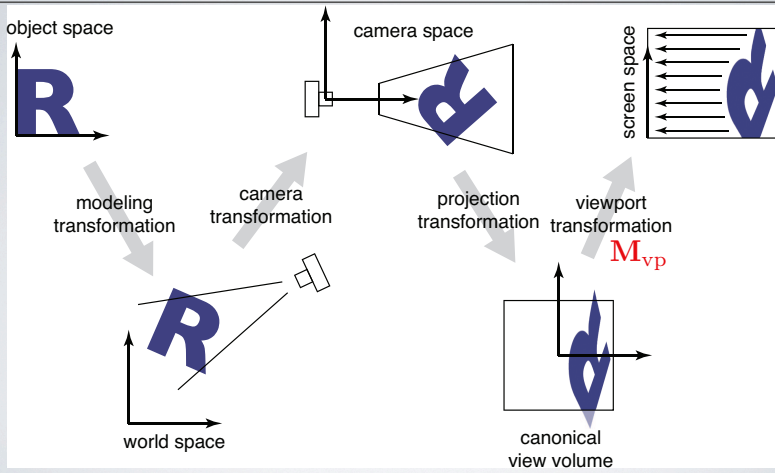 object space
camera space
screen space
modeling
transformation
camera
transformation
projection
transformation
viewport
transformation
M_vp
R
R
R
R
R
world space
canonical
view volume